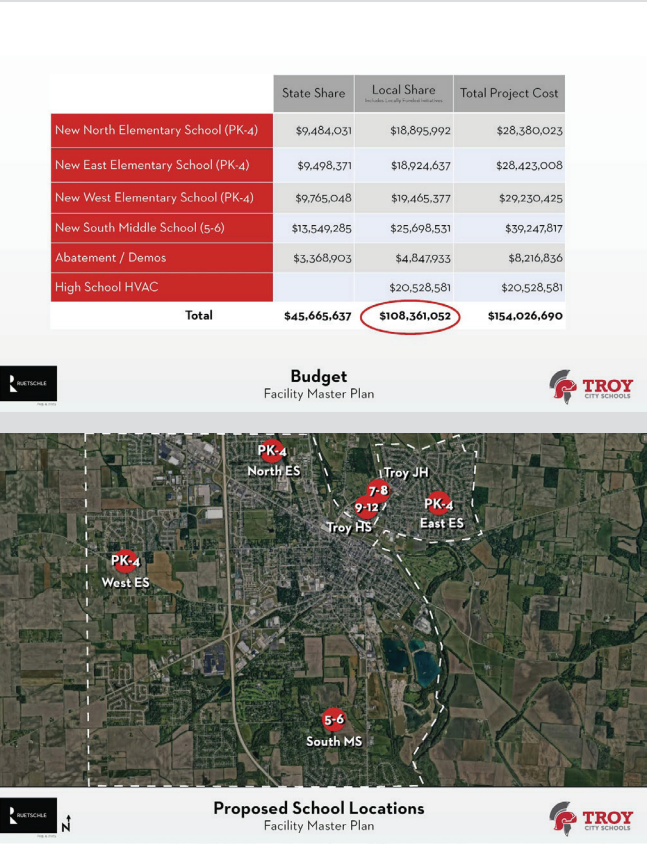 State Share Local Share Total Project Cost
Includes Locally Funded Initiatives
New North Elementary School (PK-4) $9,484,031 $18,895,992 $28,380,023
New East Elementary School (PK-4) $9,498,371 $18,924,637 $28,423,008
New West Elementary School (PK-4) $9,765,048 $19,465,377 $29,230,425
New South Middle School (5-6) $13,549,285 $25,698,531 $39,247,817
Abatement / Demos $3,368,903 $4,847,933 $8,216,836
High School HVAC $20,528,581 $20,528,581
Total $45,665,637 $108,361,052 $154,026,690
RUETSCHLE
Budget
Facility Master Plan
TROY
CITY SCHOOLS
PK-4
North ES
Troy JH
7-8
9-12
Troy HS
PK-4
East ES
PK-4
West ES
5-6
South MS
RUETSCHLE
N
Proposed School Locations
Facility Master Plan
TROY
CITY SCHOOLS